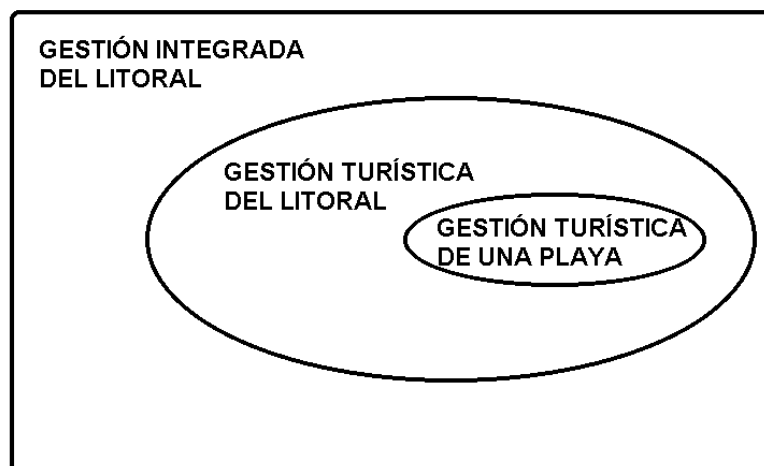 GESTIÓN INTEGRADA
DEL LITORAL
GESTIÓN TURÍSTICA
DEL LITORAL
GESTIÓN TURÍSTICA
DE UNA PLAYA